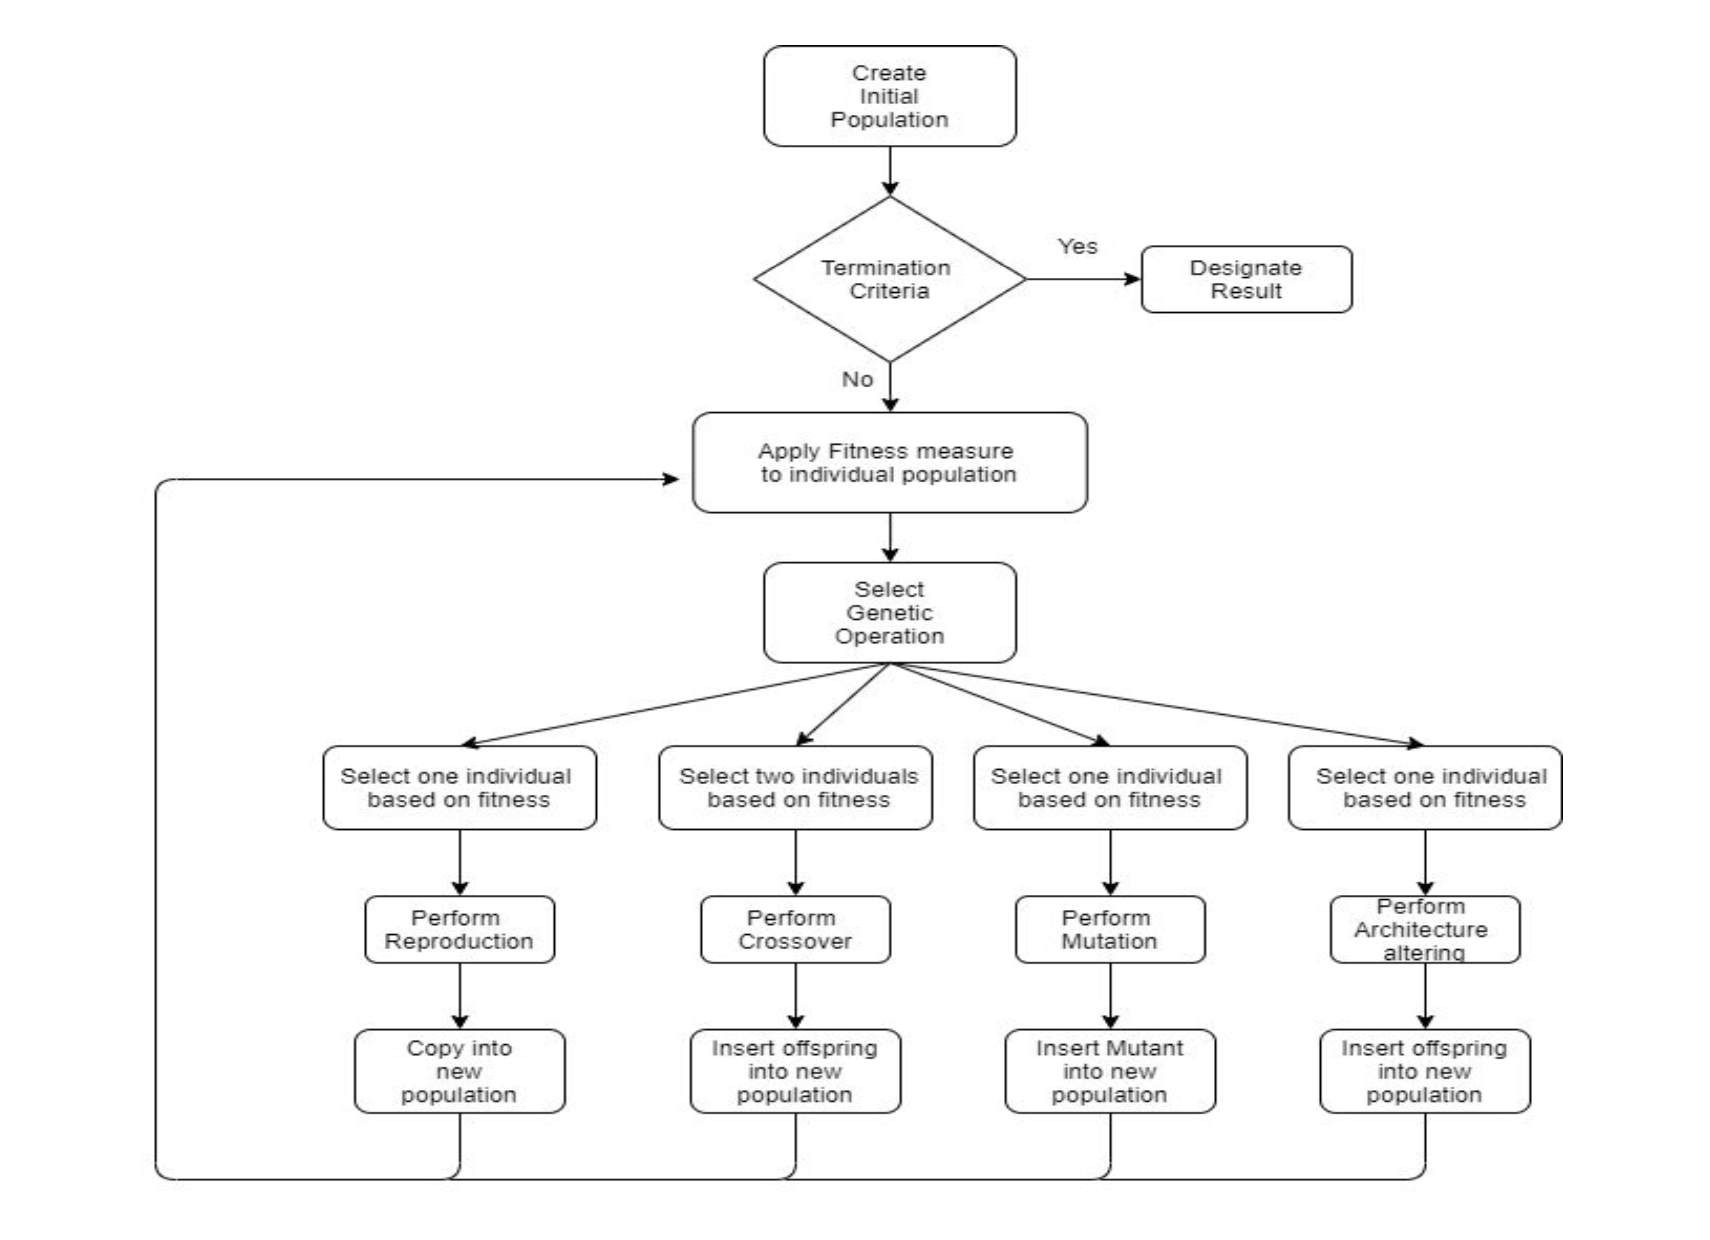 Create
Initial
Population
Termination
Criteria
Yes
Designate
Result
No
Apply Fitness measure
to individual population
Select
Genetic
Operation
Select one individual
based on fitness
Select two individuals
based on fitness
Select one individual
based on fitness
Select one individual
based on fitness
Perform
Reproduction
Perform
Crossover
Perform
Mutation
Perform
Architecture
altering
Copy into
new
population
Insert offspring
into new
population
Insert Mutant
into new
population
Insert offspring
into new
population